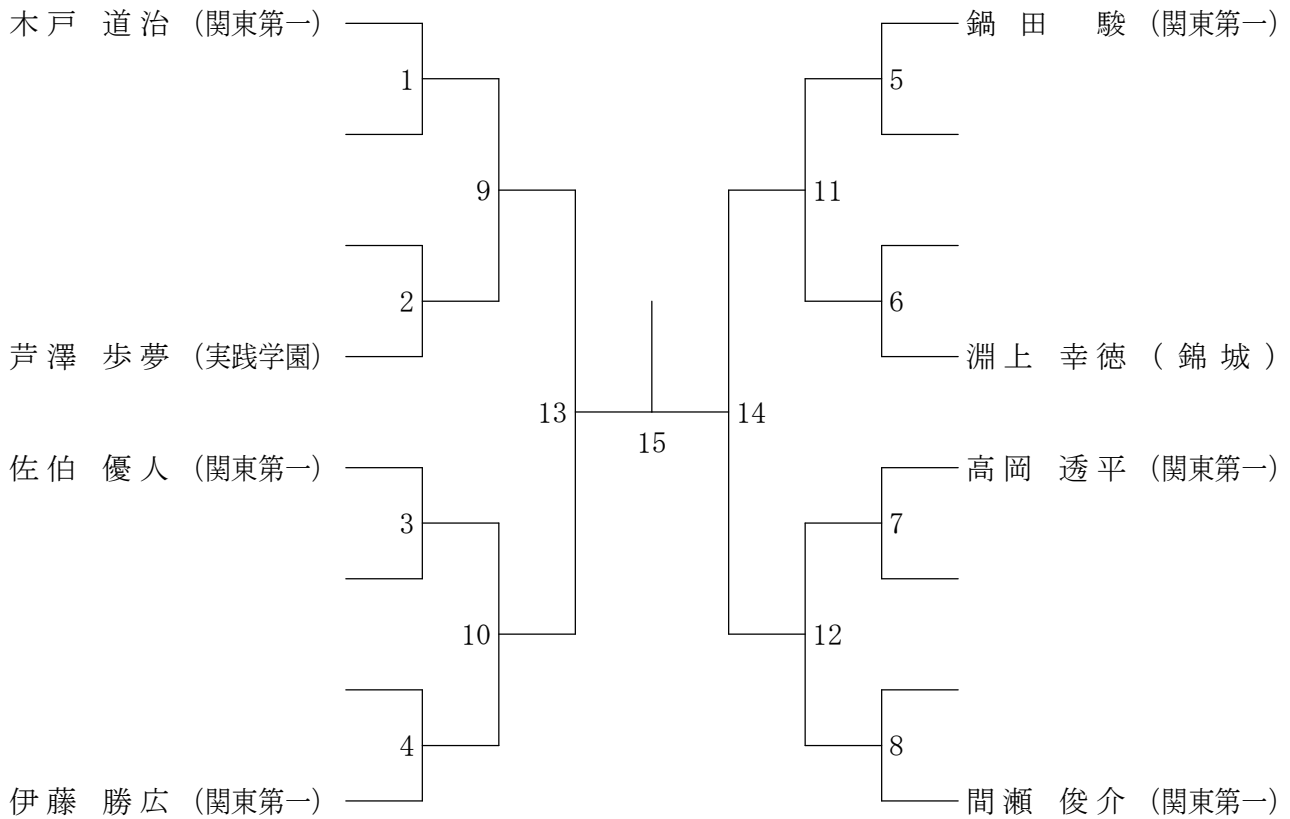 木戸 道治 (関東第一)
1
9
2
芦澤 歩夢 (実践学園)
13
佐伯 優人 (関東第一)
3
10
4
伊藤 勝広 (関東第一)
15
鍋田 駿 (関東第一)
5
11
6
淵上 幸徳 (錦城)
14
高岡 透平 (関東第一)
7
12
8
間瀬 俊介 (関東第一)